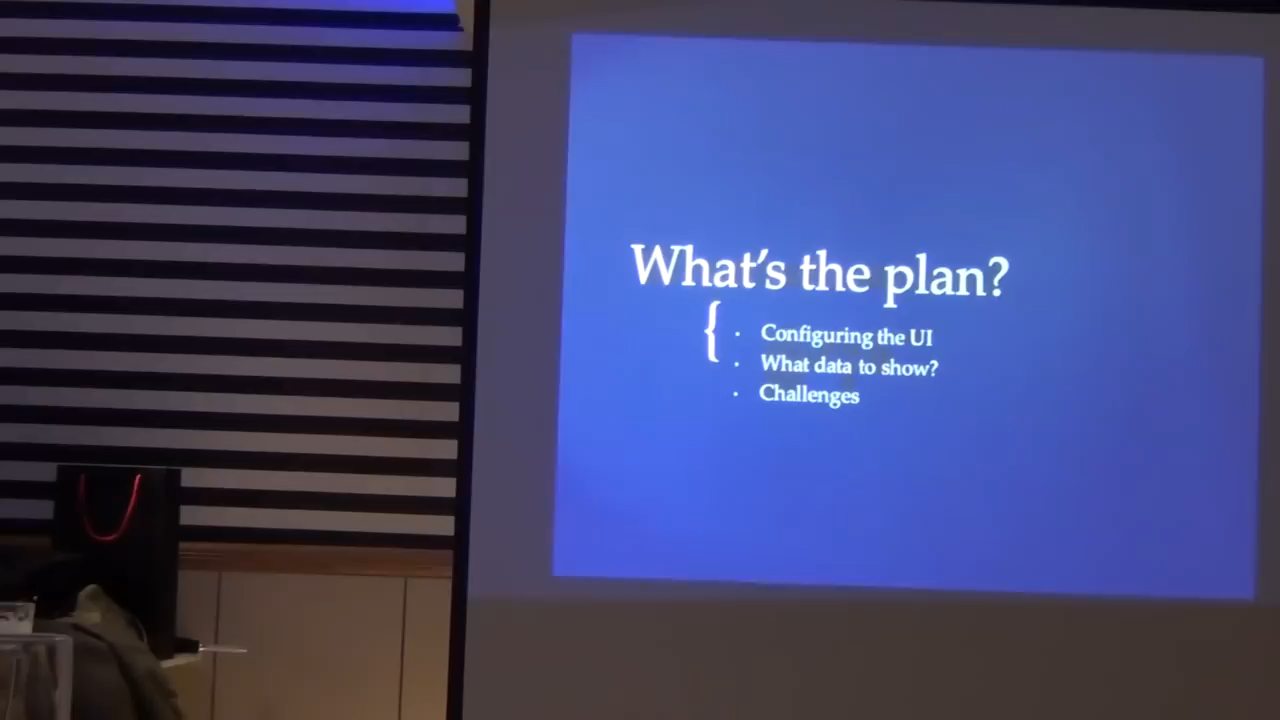 What's the plan?
{
· Configuring the UI
· What data to show?
· Challenges